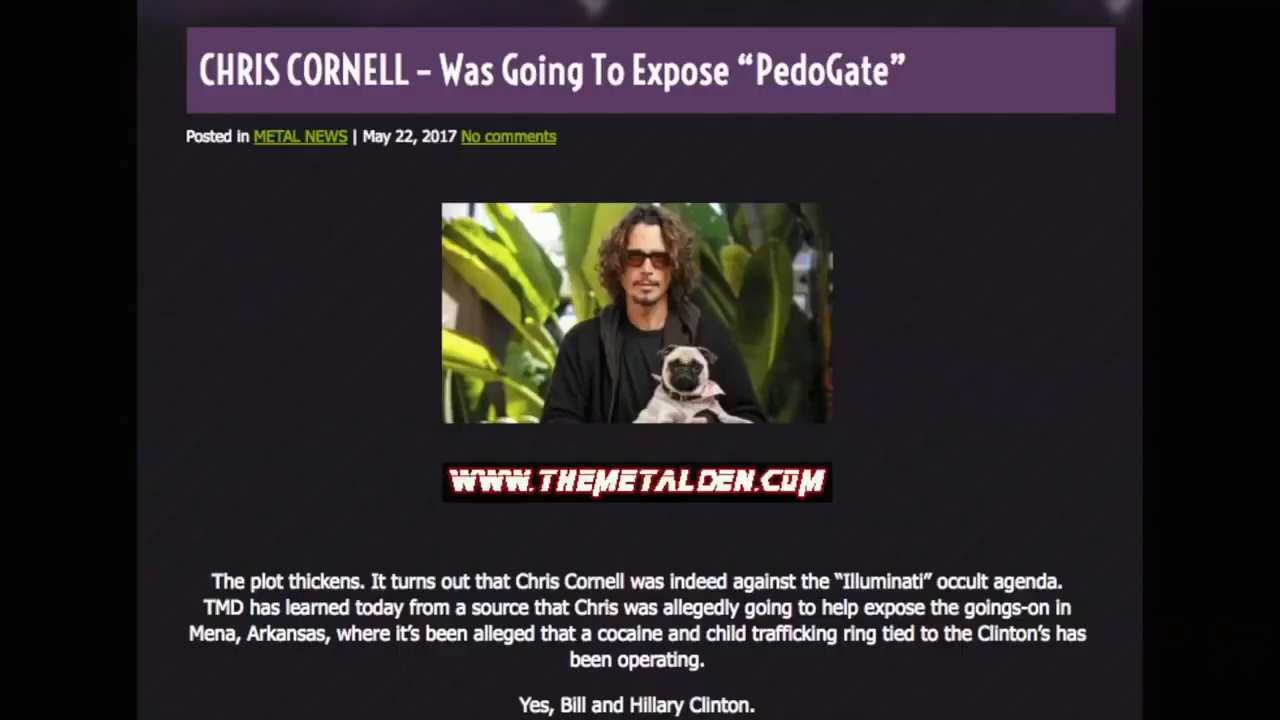 CHRIS CORNELL – Was Going To Expose “PedoGate”
Posted in METAL NEWS | May 22, 2017 No comments
WWW.THEMETALDEN.COM
The plot thickens. It turns out that Chris Cornell was indeed against the “Illuminati” occult agenda.
TMD has learned today from a source that Chris was allegedly going to help expose the goings-on in
Mena, Arkansas, where it’s been alleged that a cocaine and child trafficking ring tied to the Clinton’s has
been operating.
Yes, Bill and Hillary Clinton.